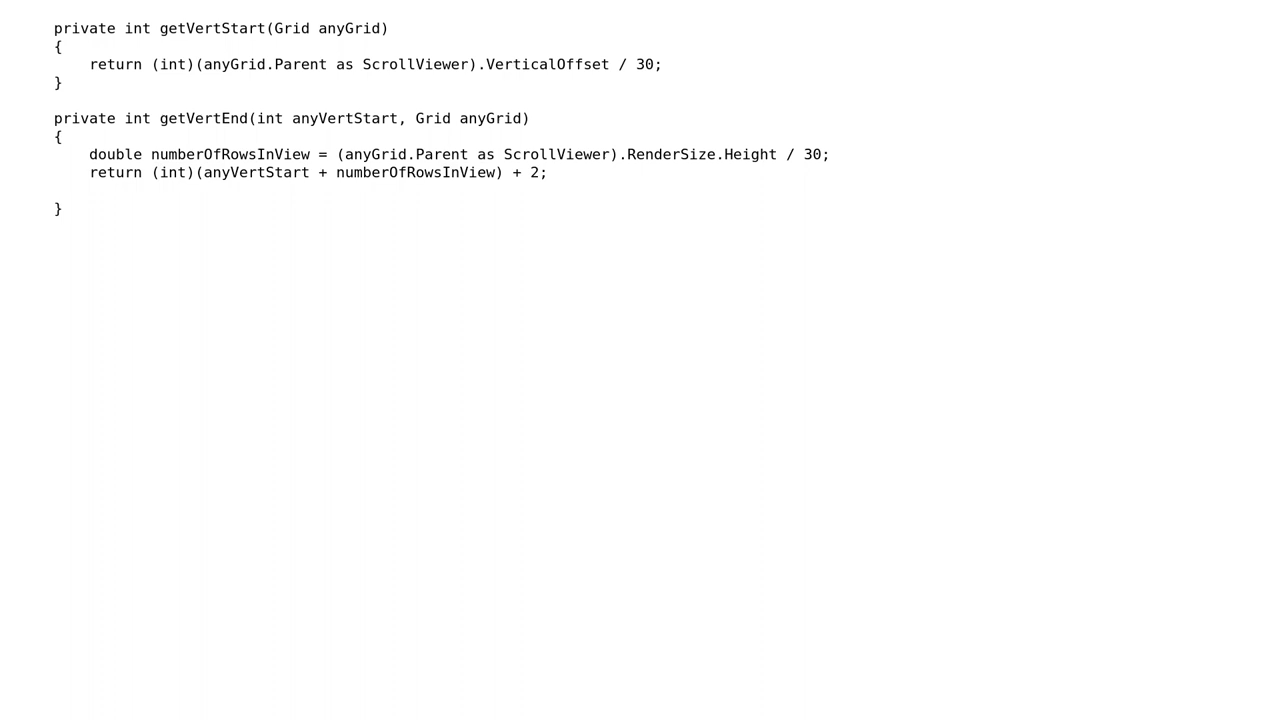 private int getVertStart(Grid anyGrid)
{
    return (int)(anyGrid.Parent as ScrollViewer).VerticalOffset / 30;
}

private int getVertEnd(int anyVertStart, Grid anyGrid)
{
    double numberOfRowsInView = (anyGrid.Parent as ScrollViewer).RenderSize.Height / 30;
    return (int)(anyVertStart + numberOfRowsInView) + 2;

}